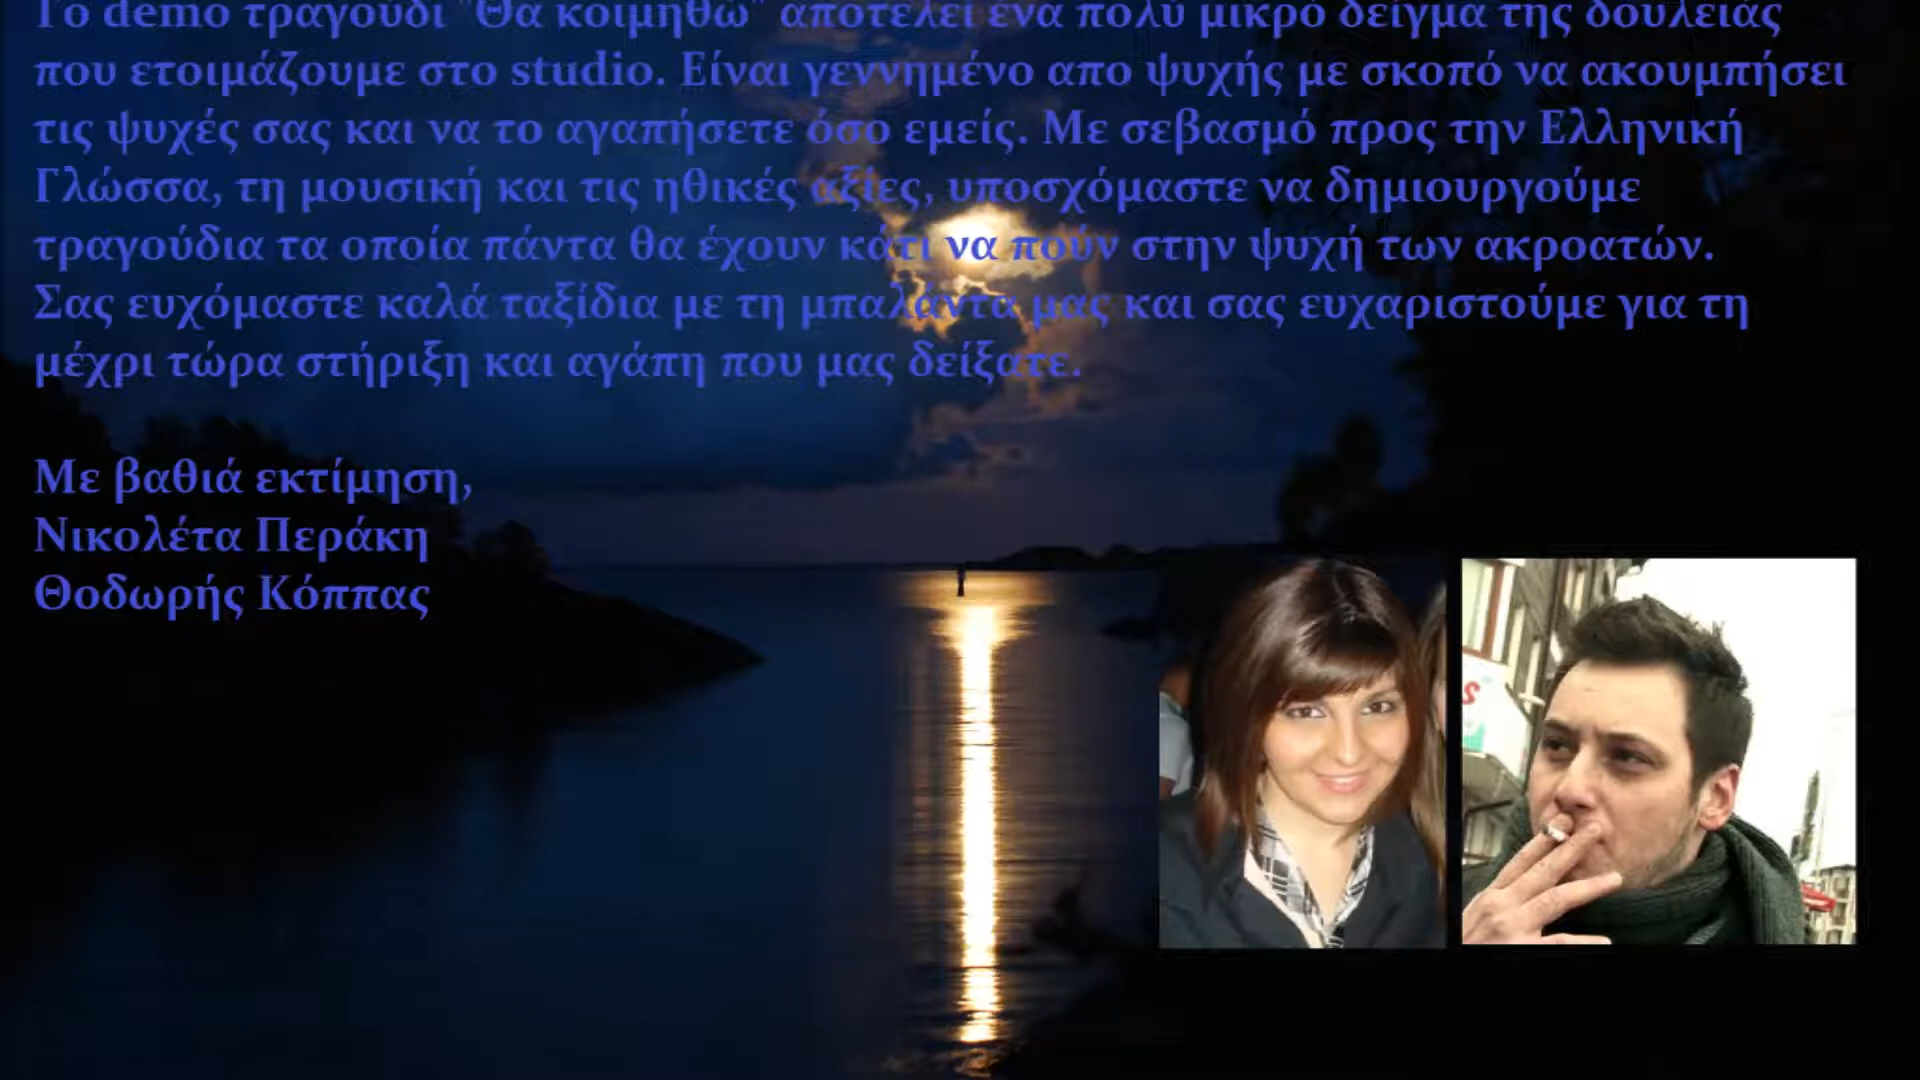 Το demo τραγούδι "Θα κοιμηθώ" αποτελεί ένα πολύ μικρό δείγμα της δουλειάς
που ετοιμάζουμε στο studio. Είναι γεννημένο απο ψυχής με σκοπό να ακουμπήσει
τις ψυχές σας και να το αγαπήσετε όσο εμείς. Με σεβασμό προς την Ελληνική
Γλώσσα, τη μουσική και τις ηθικές αξίες, υποσχόμαστε να δημιουργούμε
τραγούδια τα οποία πάντα θα έχουν κάτι να πούν στην ψυχή των ακροατών.
Σας ευχόμαστε καλά ταξίδια με τη μπαλάντα μας και σας ευχαριστούμε για τη
μέχρι τώρα στήριξη και αγάπη που μας δείξατε.
Με βαθιά εκτίμηση,
Νικολέτα Περάκη
Θοδωρής Κόππας
S